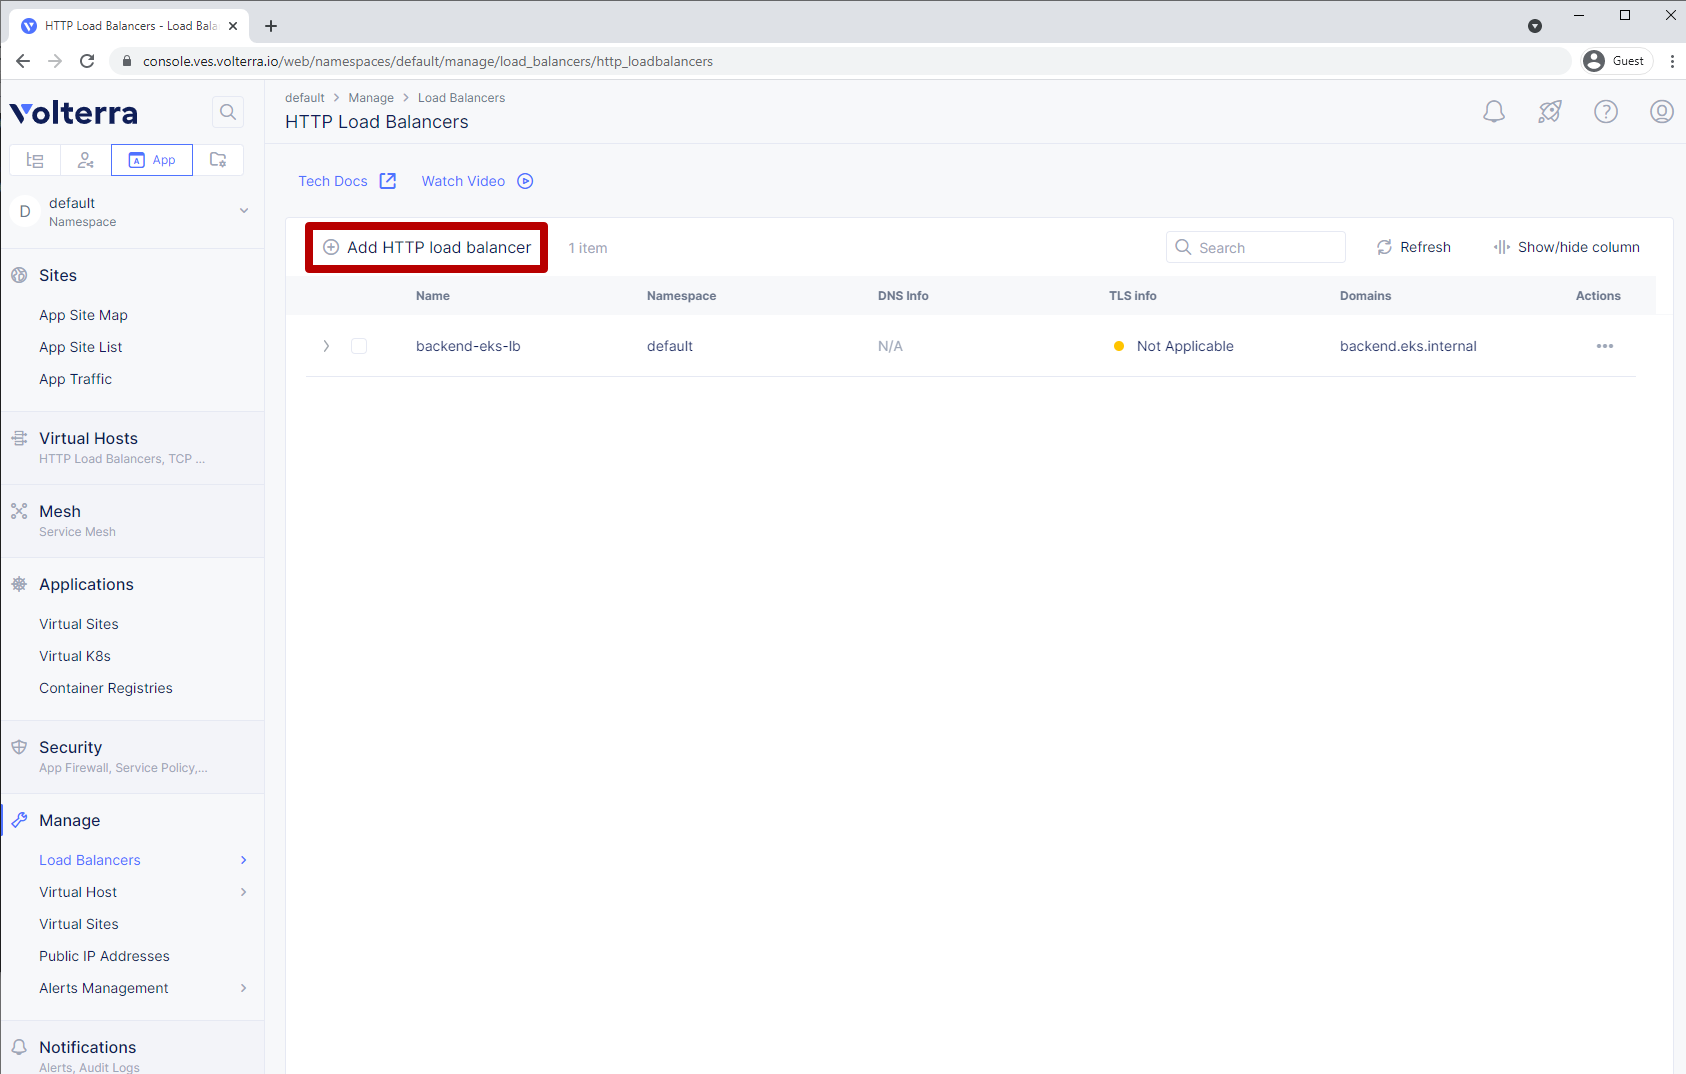 HTTP Load Balancers - Load Bala
console.ves.volterra.io/web/namespaces/default/manage/load_balancers/http_loadbalancers
Guest
Volterra
App
D
default
Namespace
Sites
App Site Map
App Site List
App Traffic
Virtual Hosts
HTTP Load Balancers, TCP ...
Mesh
Service Mesh
Applications
Virtual Sites
Virtual K8s
Container Registries
Security
App Firewall, Service Policy,...
Manage
Load Balancers
Virtual Host
Virtual Sites
Public IP Addresses
Alerts Management
Notifications
Alerts, Audit Logs
default > Manage > Load Balancers
HTTP Load Balancers
Tech Docs Watch Video
Add HTTP load balancer 1 item Search Refresh Show/hide column
Name Namespace DNS Info TLS info Domains Actions
backend-eks-lb default N/A Not Applicable backend.eks.internal